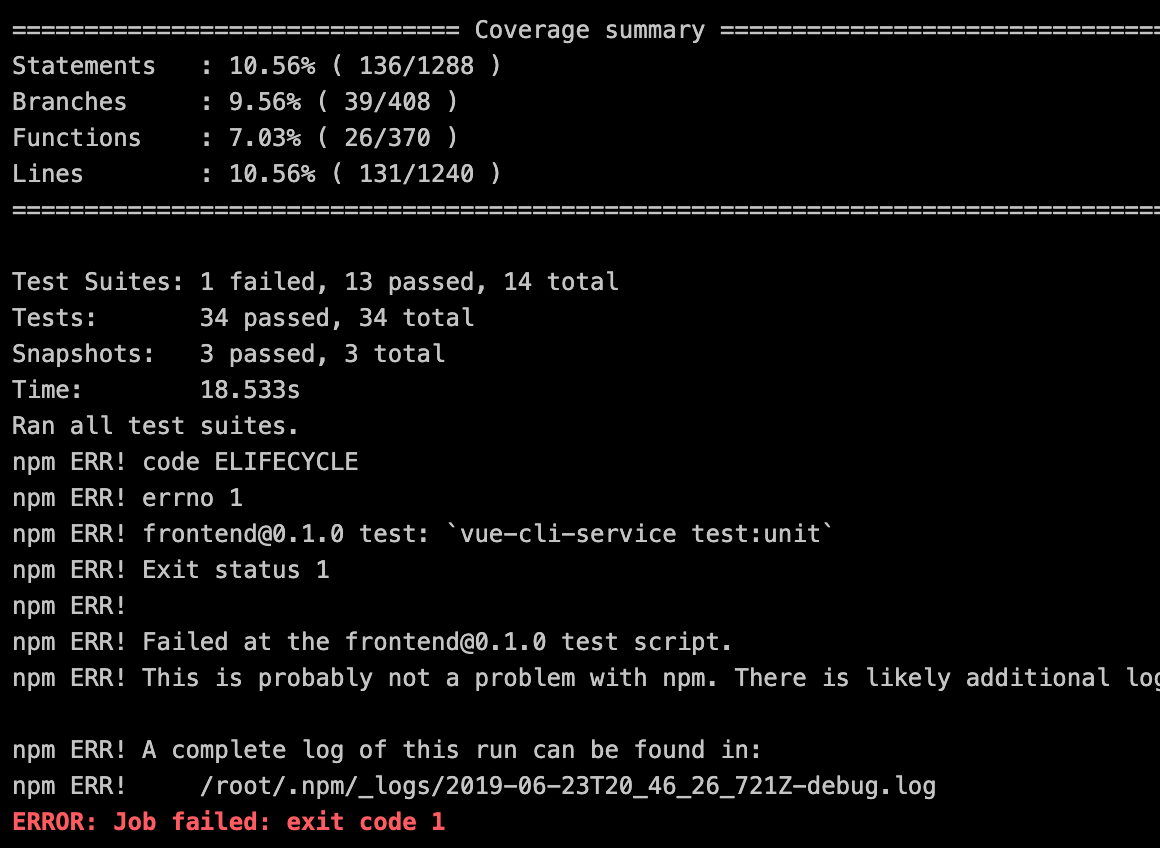 =============================== Coverage summary ===============================
Statements   : 10.56% ( 136/1288 )
Branches     : 9.56% ( 39/408 )
Functions    : 7.03% ( 26/370 )
Lines        : 10.56% ( 131/1240 )
================================================================================
Test Suites: 1 failed, 13 passed, 14 total
Tests:       34 passed, 34 total
Snapshots:   3 passed, 3 total
Time:        18.533s
Ran all test suites.
npm ERR! code ELIFECYCLE
npm ERR! errno 1
npm ERR! frontend@0.1.0 test: `vue-cli-service test:unit`
npm ERR! Exit status 1
npm ERR!
npm ERR! Failed at the frontend@0.1.0 test script.
npm ERR! This is probably not a problem with npm. There is likely additional
npm ERR! A complete log of this run can be found in:
npm ERR!     /root/.npm/_logs/2019-06-23T20_46_26_721Z-debug.log
ERROR: Job failed: exit code 1